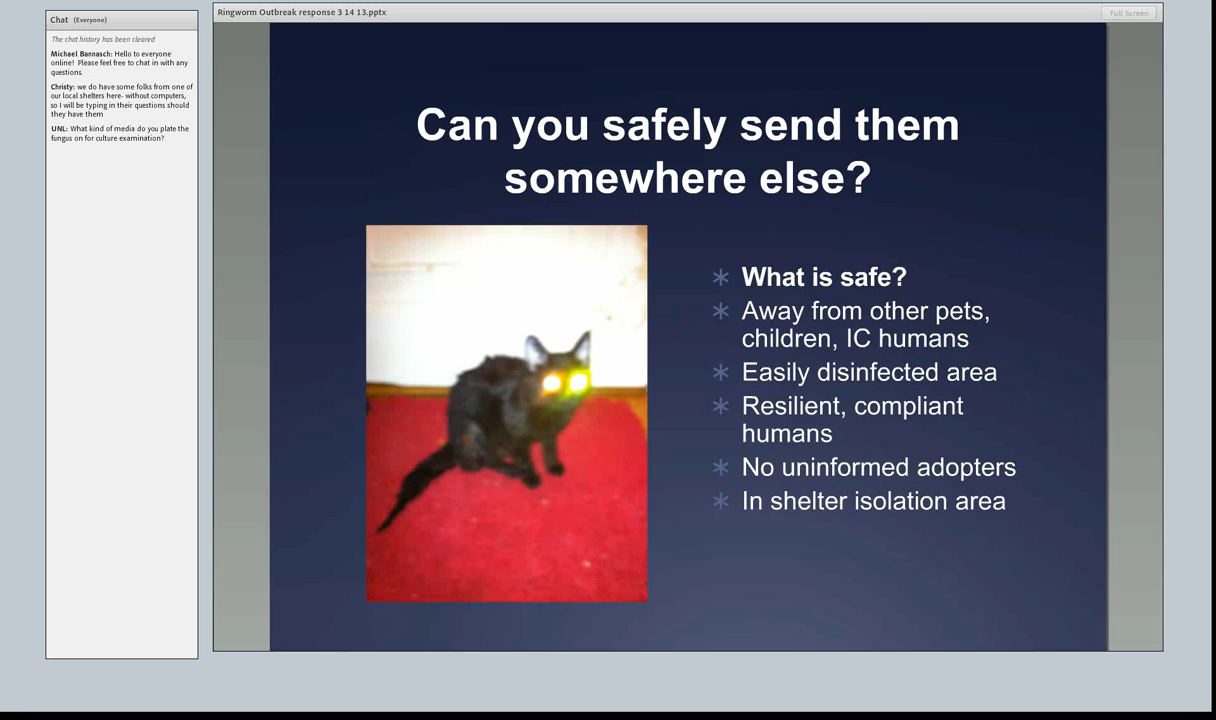 Chat (Everyone)
The chat history has been cleared
Michael Bannasch: Hello to everyone
online! Please feel free to chat in with any
questions.
Christy: we do have some folks from one of
our local shelters here- without computers,
so I will be typing in their questions should
they have them
UNL: What kind of media do you plate the
fungus on for culture examination?
Ringworm Outbreak response 3 14 13.pptx
Full Screen
Can you safely send them
somewhere else?
What is safe?
Away from other pets,
children, IC humans
Easily disinfected area
Resilient, compliant
humans
No uninformed adopters
In shelter isolation area